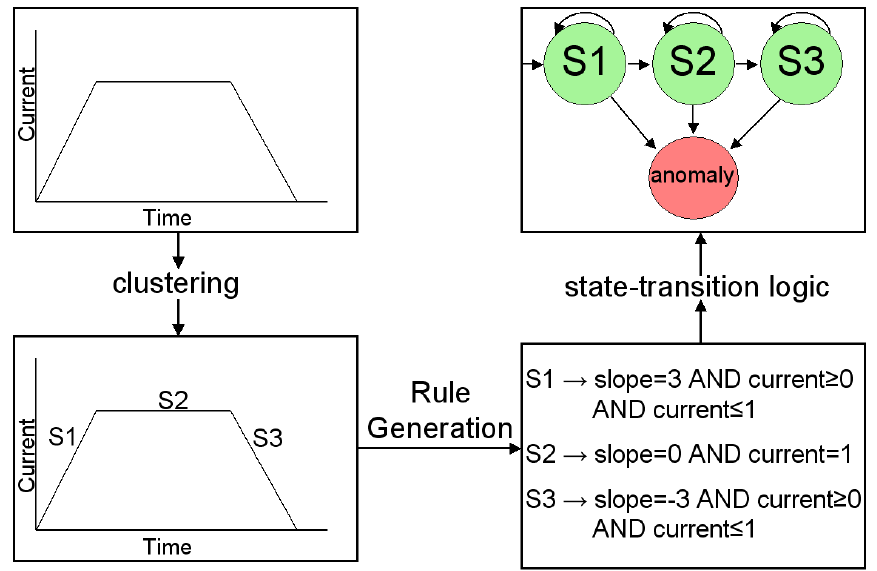 Current
Time
clustering
Current
S1
S2
S3
Time
Rule
Generation
S1 → slope=3 AND current≥0
AND current≤1
S2 → slope=0 AND current=1
S3 → slope=-3 AND current≥0
AND current≤1
state-transition logic
S1
S2
S3
anomaly